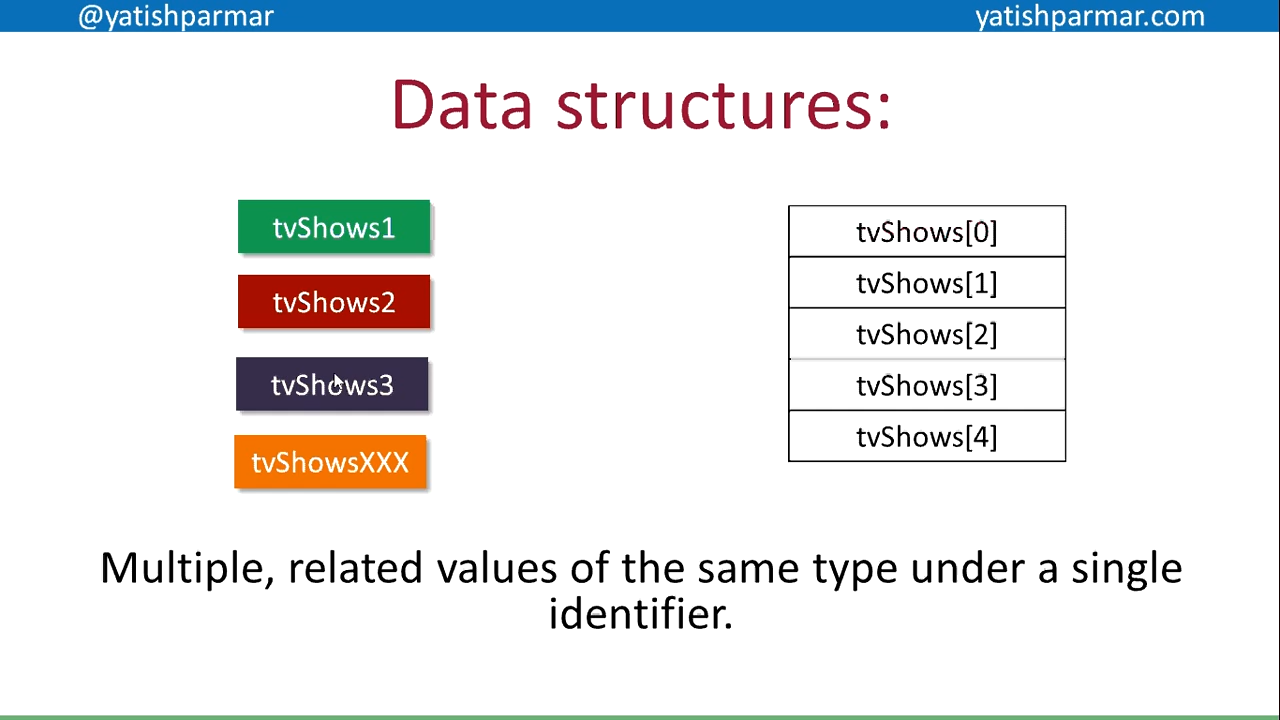 @yatishparmar
yatishparmar.com
Data structures:
tvShows1
tvShows2
tvShows3
tvShowsXXX
tvShows[0]
tvShows[1]
tvShows[2]
tvShows[3]
tvShows[4]
Multiple, related values of the same type under a single
identifier.